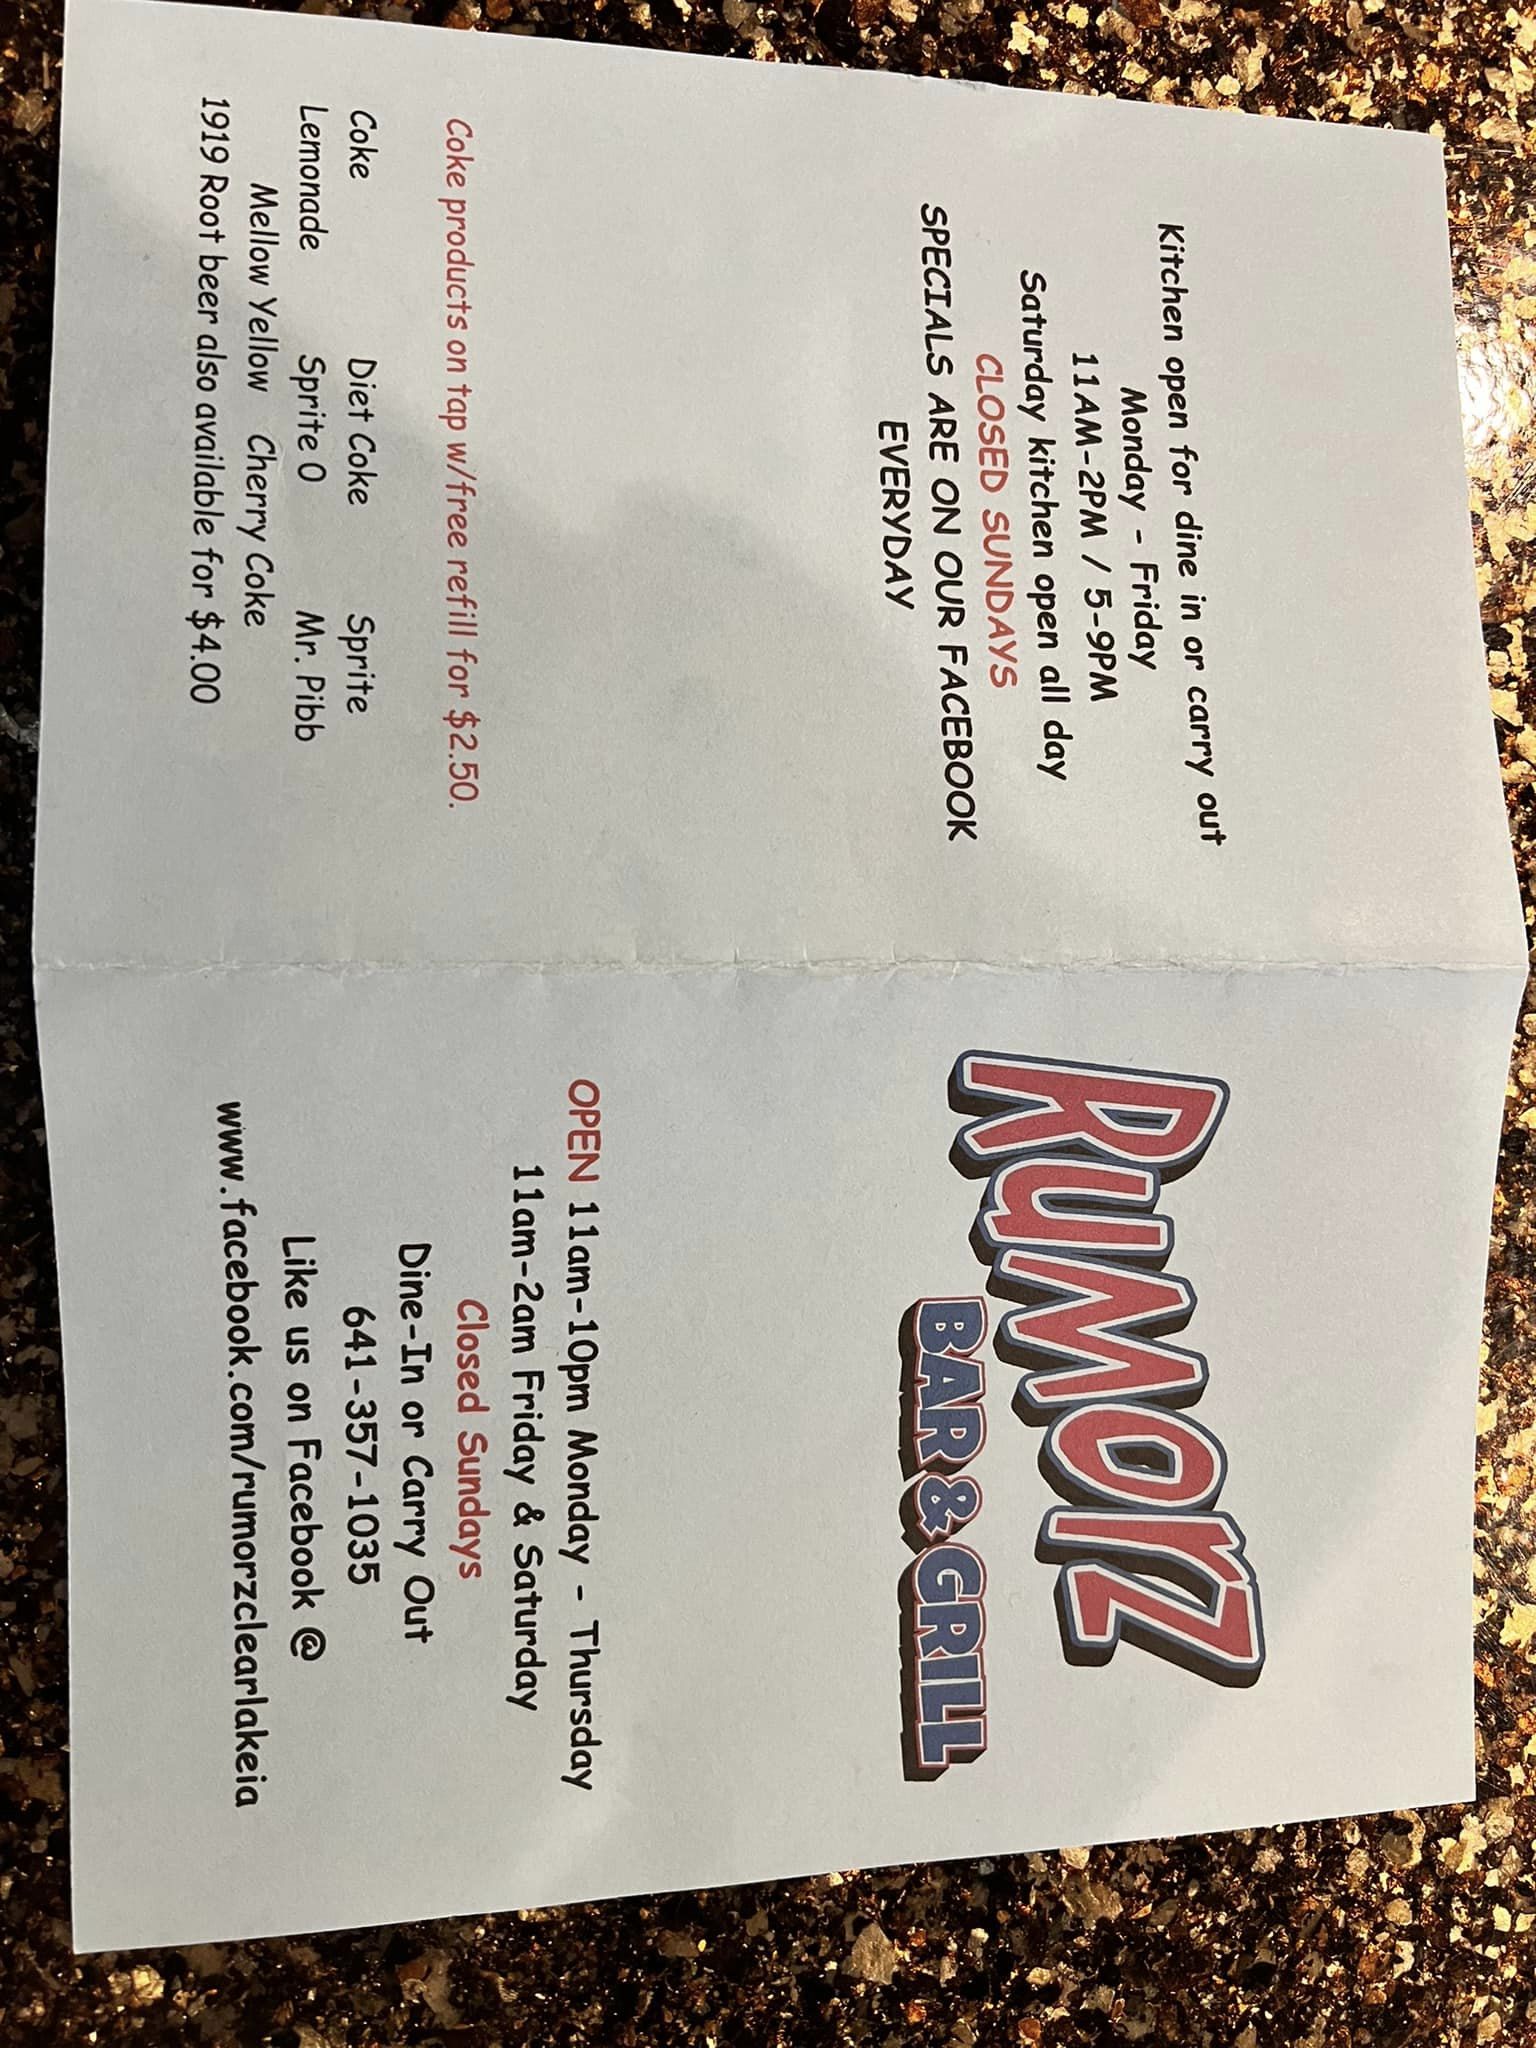 Kitchen open for dine in or carry out
Monday - Friday
11AM-2PM / 5-9PM
Saturday kitchen open all day
CLOSED SUNDAYS
SPECIALS ARE ON OUR FACEBOOK
EVERYDAY
Coke products on tap w/free refill for $2.50.
Coke Diet Coke Sprite
Lemonade Sprite 0 Mr. Pibb
Mellow Yellow Cherry Coke
1919 Root beer also available for $4.00
RUMORZ
BAR & GRILL
OPEN 11am-10pm Monday - Thursday
11am-2am Friday & Saturday
Closed Sundays
Dine-In or Carry Out
641-357-1035
Like us on Facebook @
www.facebook.com/rumorzclearlakeia